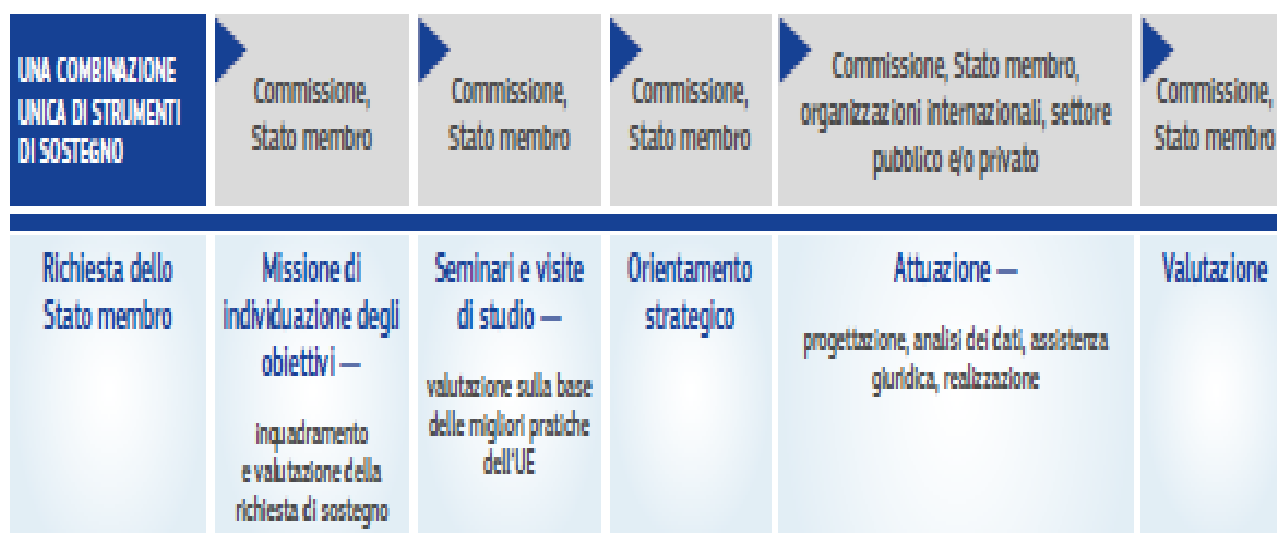 UNA COMBINAZIONE
UNICA DI STRUMENTI
DI SOSTEGNO
Commissione,
Stato membro
Commissione,
Stato membro
Commissione,
Stato membro
Commissione, Stato membro,
organizzazioni internazionali, settore
pubblico e/o privato
Commissione,
Stato membro
Richiesta dello
Stato membro
Missione di
individuazione degli
obiettivi —
inquadramento
e valutazione della
richiesta di sostegno
Seminari e visite
di studio —
valutazione sulla base
delle migliori pratiche
dell'UE
Orientamento
strategico
Attuazione —
progettazione, analisi dei dati, assistenza
giuridica, realizzazione
Valutazione